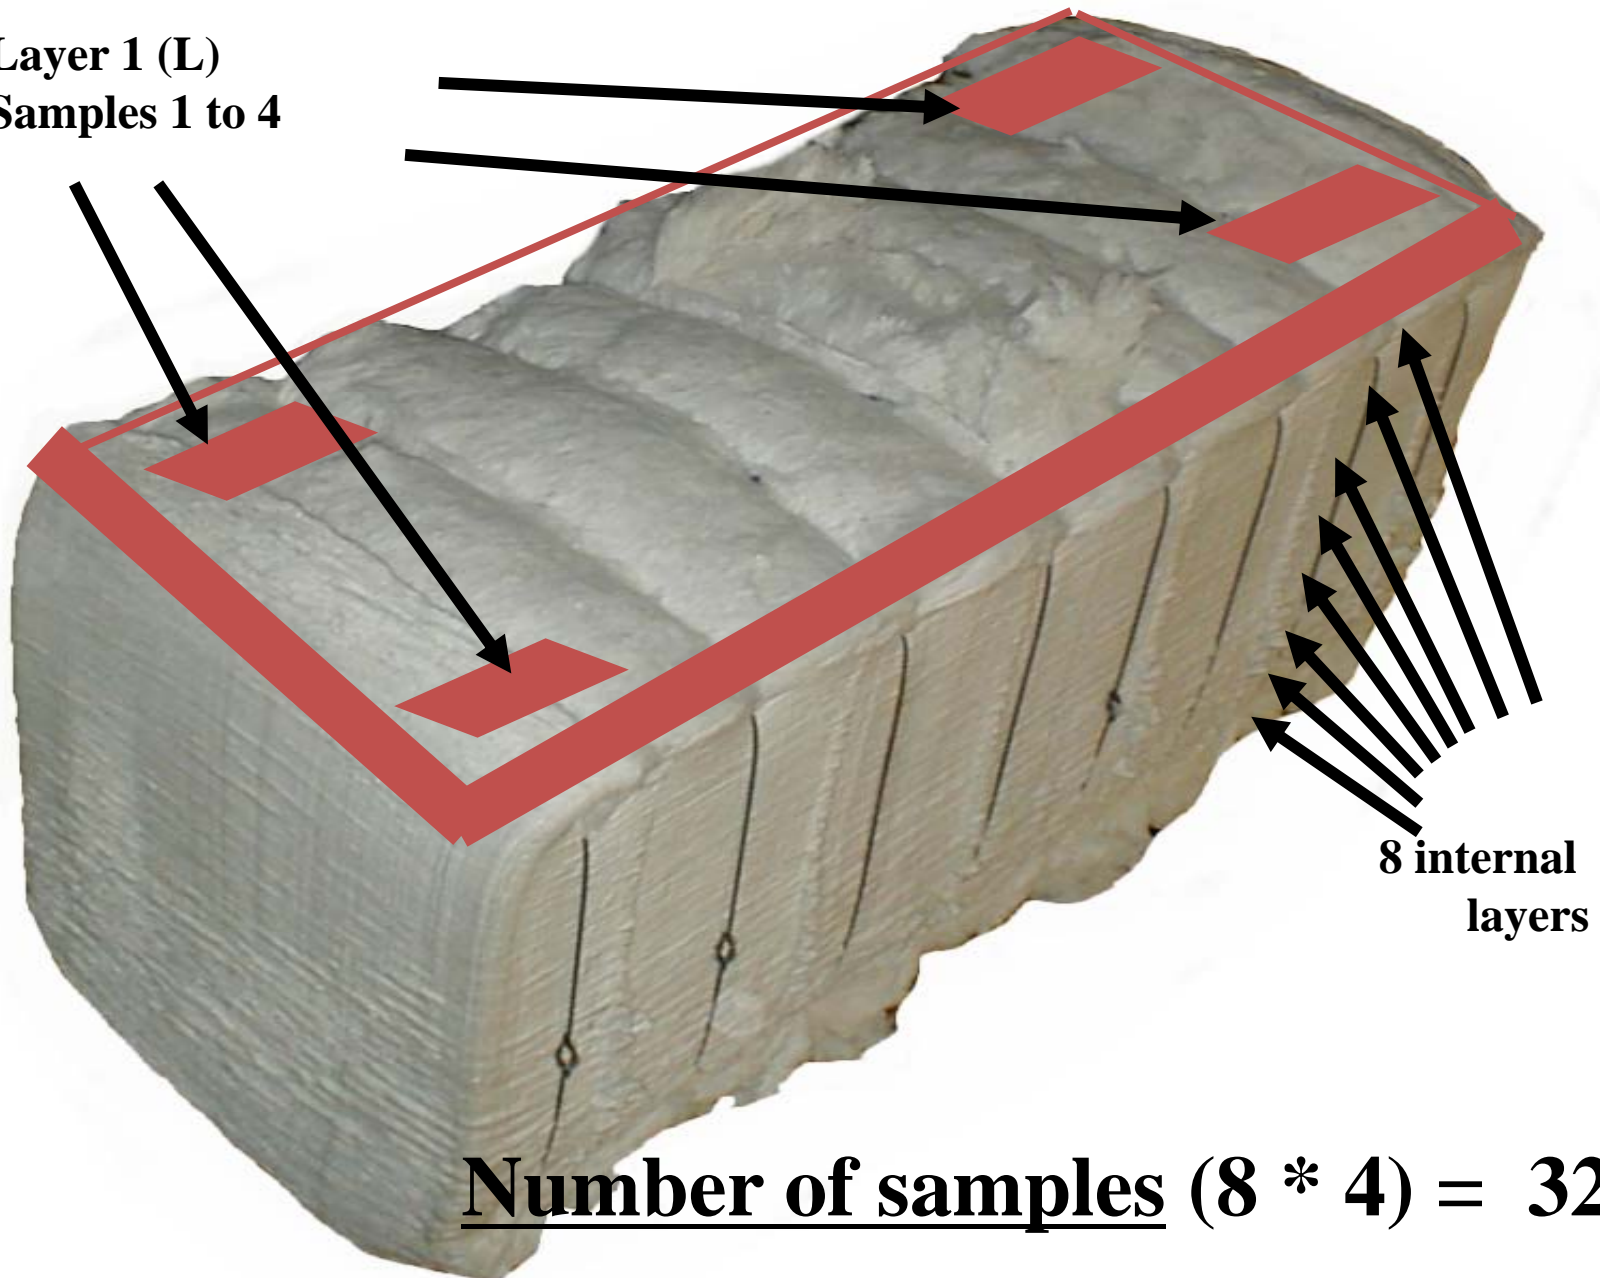 Layer 1 (L)
Samples 1 to 4
8 internal
layers
Number of samples (8 * 4) = 32